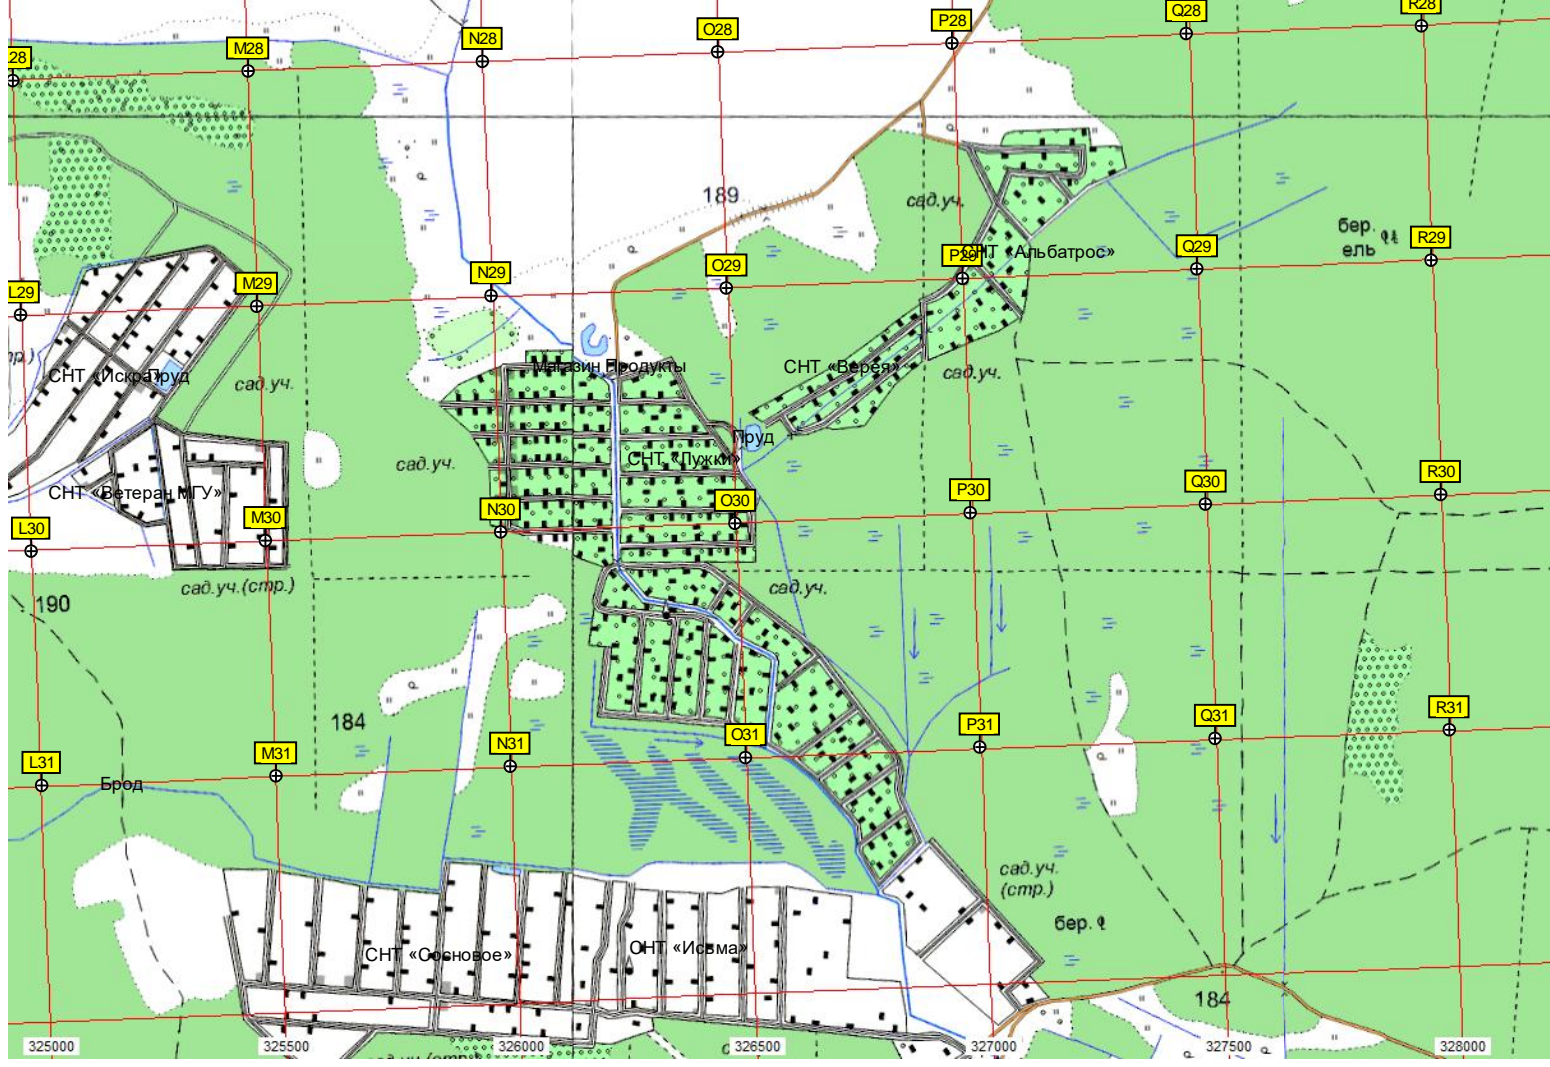 28
M28
N28
O28
P28
Q28
R28
189
сад.уч.
бер.
ель
L29
M29
N29
O29
P29
СНТ «Альбатрос»
Q29
R29
СНТ «Искра»
Пруд
сад.уч.
Магазин Продукты
СНТ «Верея»
сад.уч.
Пруд
сад.уч.
СНТ «Лужки»
СНТ «Ветеран МГУ»
L30
M30
N30
O30
P30
Q30
R30
190
сад.уч.(стр.)
сад.уч.
184
L31
M31
N31
O31
P31
Q31
R31
Брод
сад.уч.
(стр.)
бер.
СНТ «Сосновое»
ОНТ «Исьма»
184
325000
325500
326000
326500
327000
327500
328000